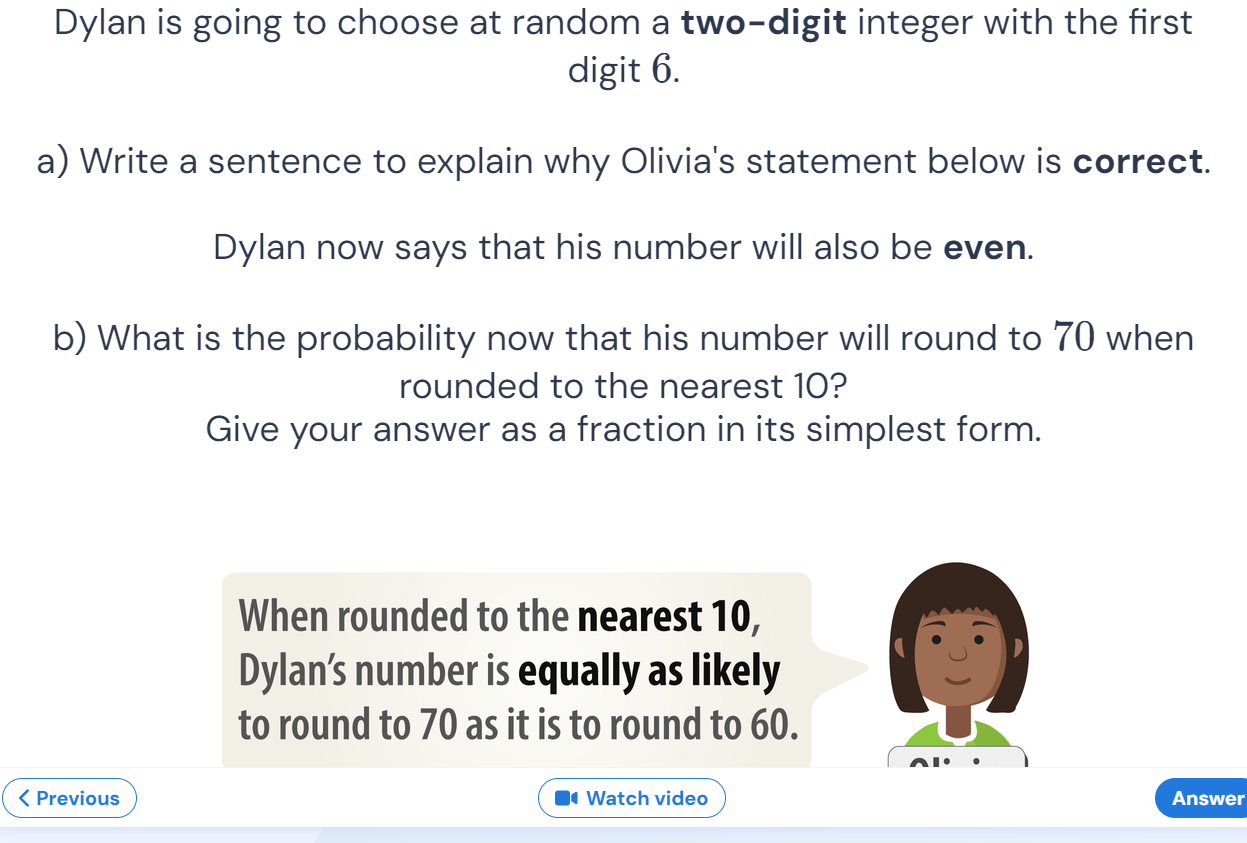 Dylan is going to choose at random a two-digit integer with the first
digit 6.
a) Write a sentence to explain why Olivia's statement below is correct.
Dylan now says that his number will also be even.
b) What is the probability now that his number will round to 70 when
rounded to the nearest 10?
Give your answer as a fraction in its simplest form.
When rounded to the nearest 10,
Dylan’s number is equally as likely
to round to 70 as it is to round to 60.
Olivia
Previous
Watch video
Answer